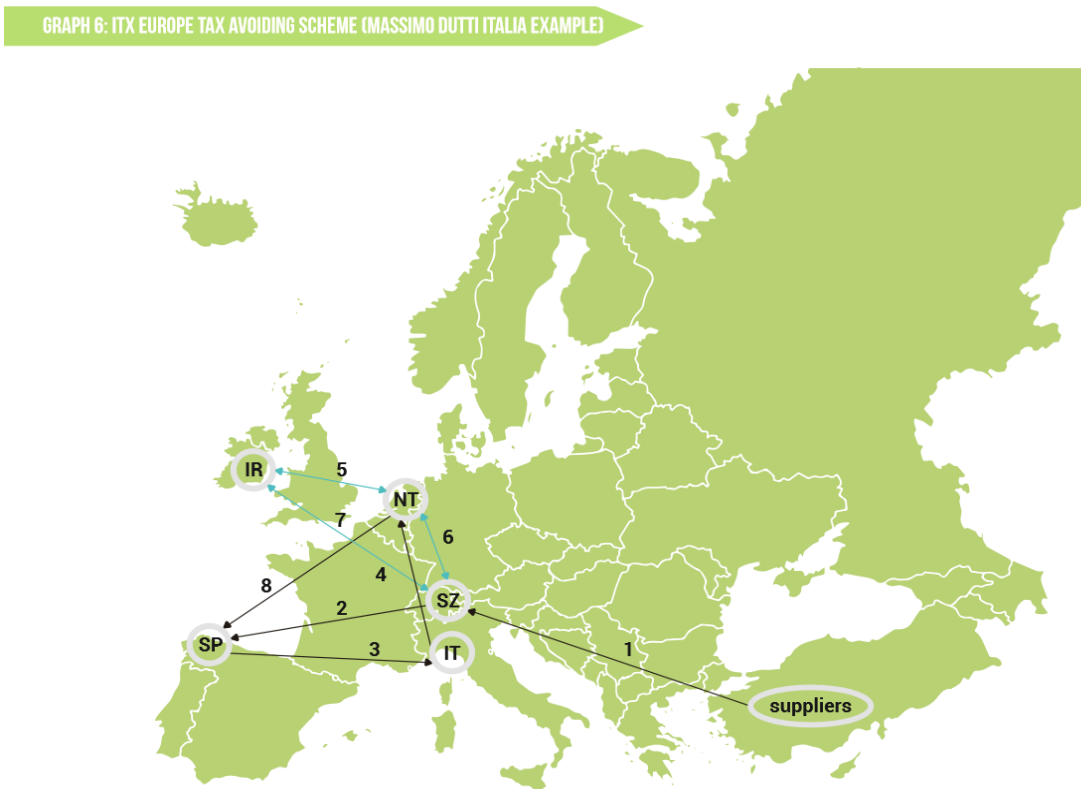 GRAPH 6: ITX EUROPE TAX AVOIDING SCHEME (MASSIMO DUTTI ITALIA EXAMPLE)
IR
5
NT
7
6
4
8
SZ
2
SP
3
IT
1
suppliers